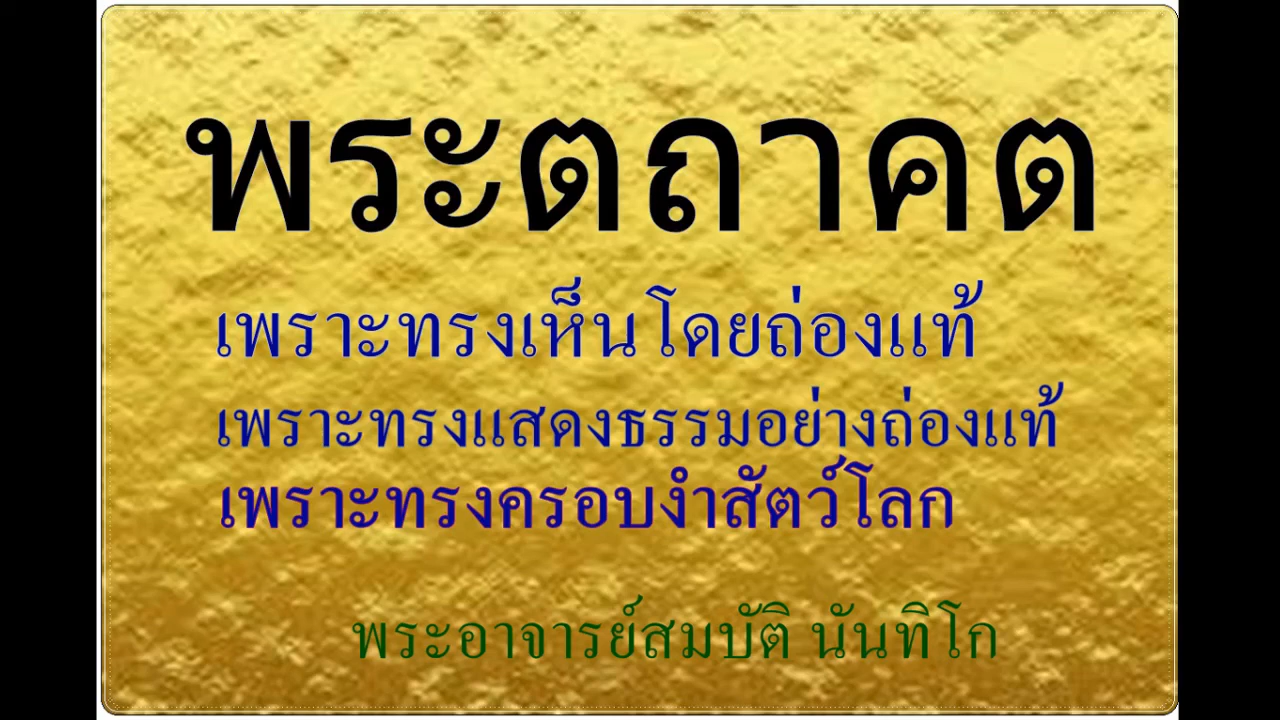 พระตถาคต
เพราะทรงเห็นโดยถ่องแท้
เพราะทรงแสดงธรรมอย่างถ่องแท้
เพราะทรงครอบงำสัตว์โลก
พระอาจารย์สมบัติ นันทิโก